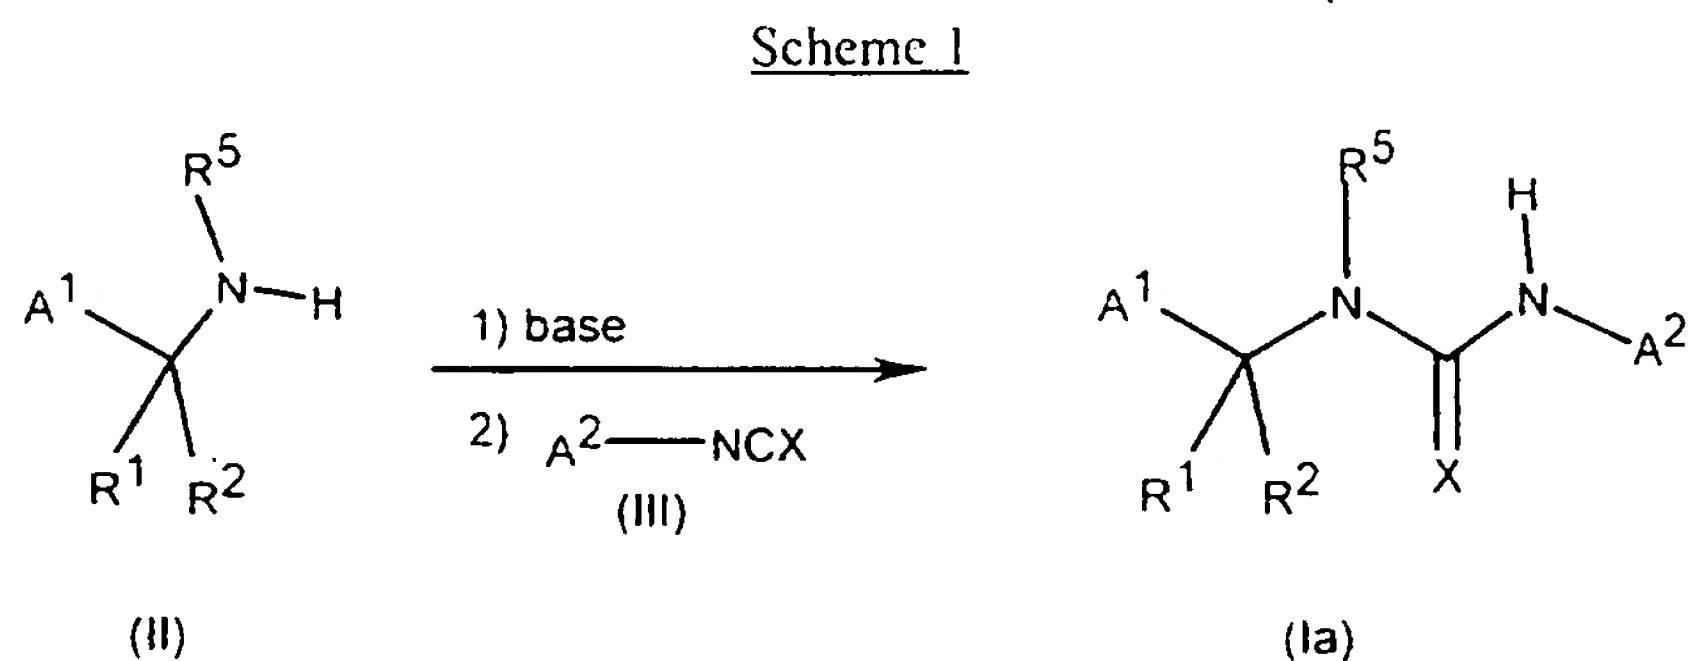 Scheme 1
R5
N
H
A1
R1
R2
(II)
1) base
2) A2 NCX
(III)
R5
H
A1
N
N
A2
R1
R2
X
(Ia)